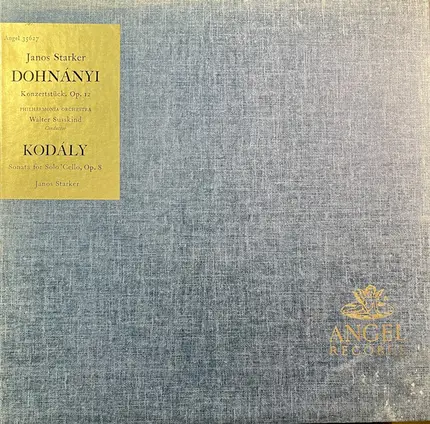 Angel 35627
Janos Starker
DOHNÁNYI
Konzertstück, Op. 12
PHILHARMONIA ORCHESTRA
Walter Susskind
Conductor
KODÁLY
Sonata for Solo 'Cello, Op. 8
Janos Starker
ANGEL
RECORDS